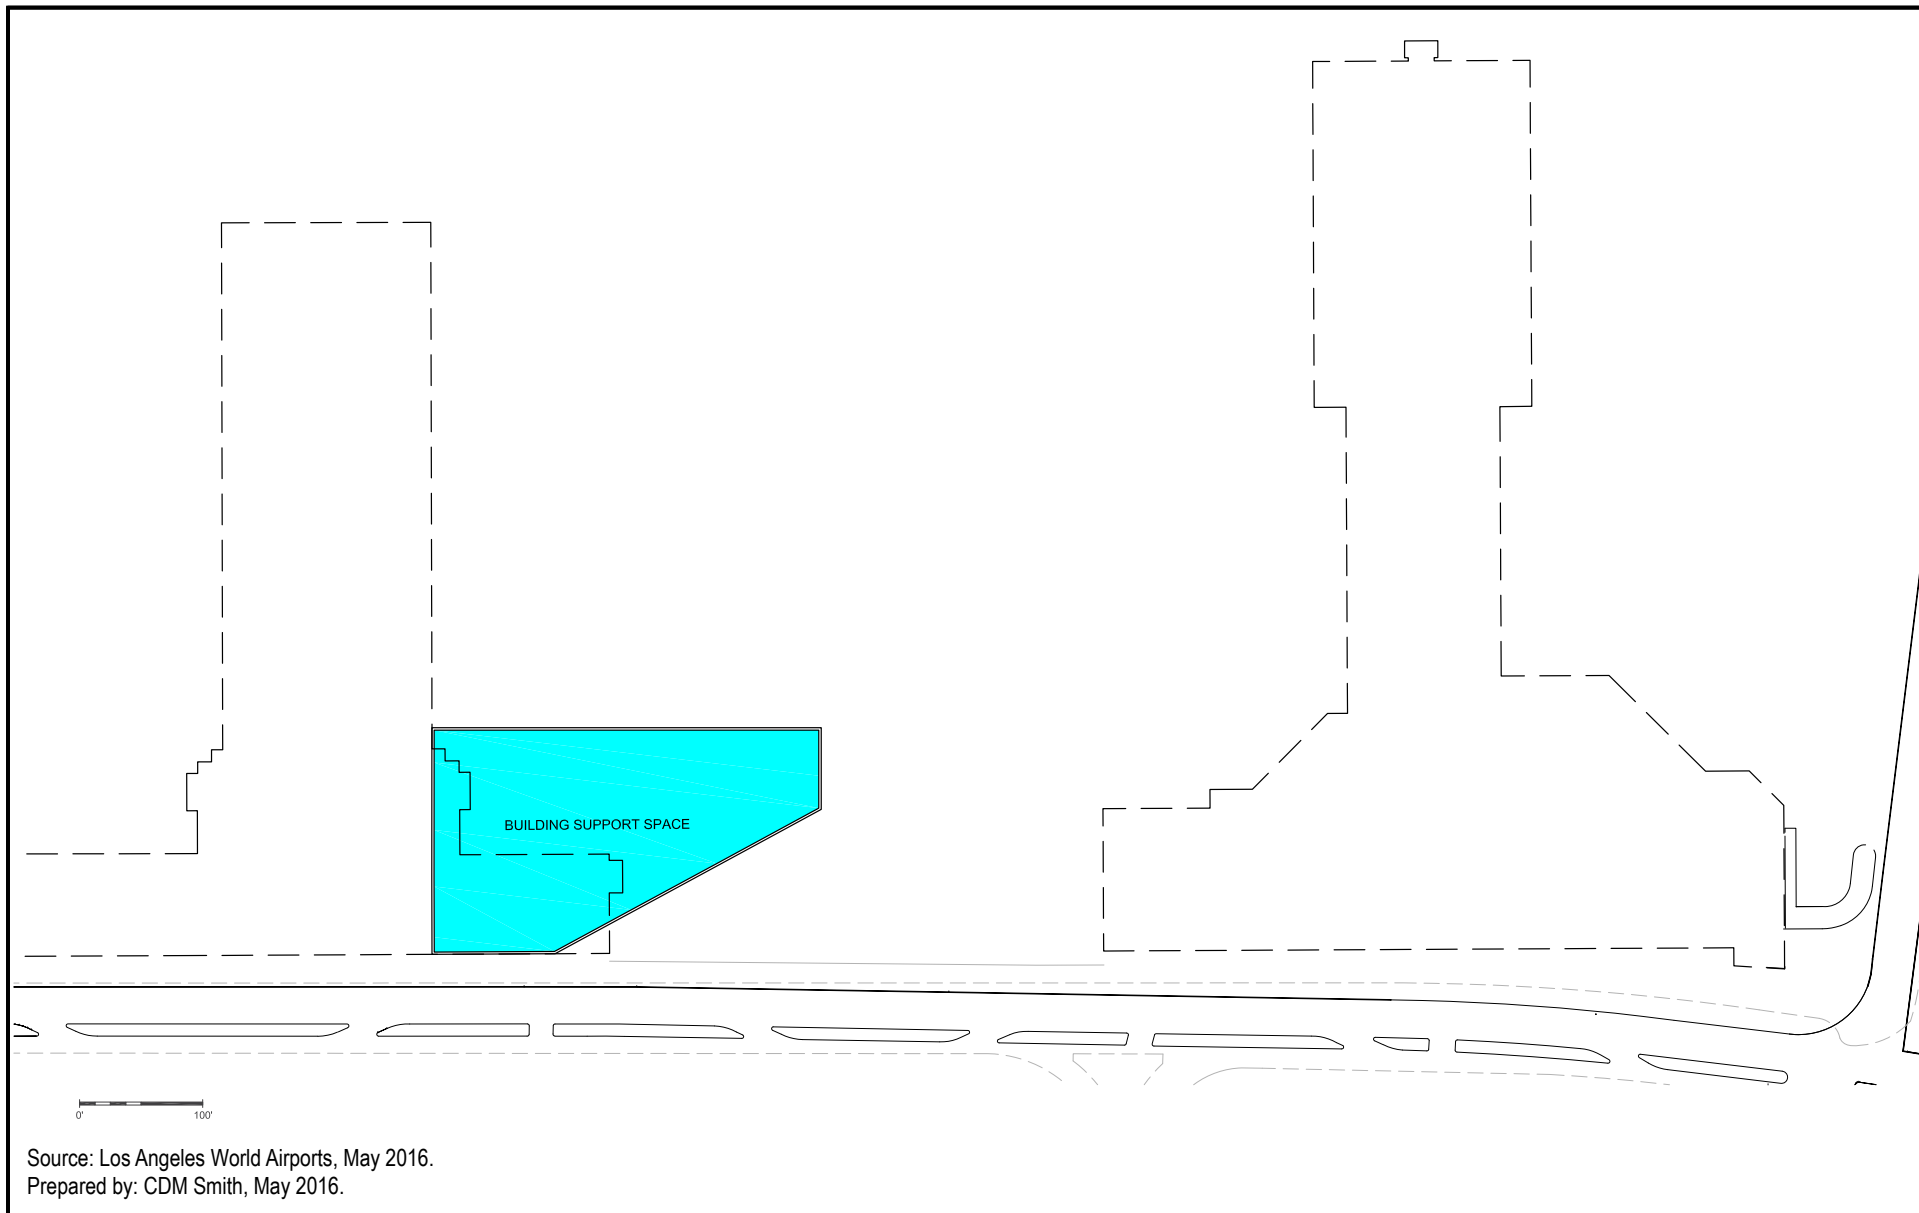 BUILDING SUPPORT SPACE
0' 100'
Source: Los Angeles World Airports, May 2016.
Prepared by: CDM Smith, May 2016.